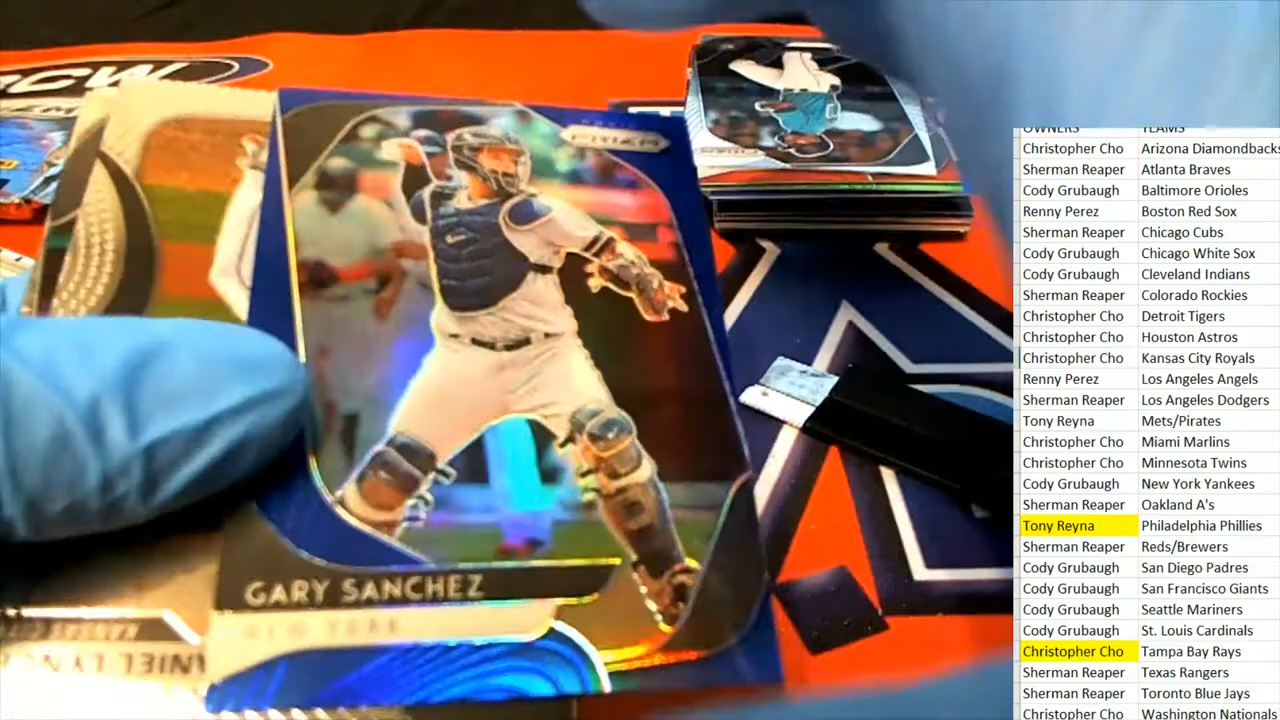 PRIZM
GARY SANCHEZ
NEW YORK
OWNERS TEAMS
Christopher Cho Arizona Diamondbacks
Sherman Reaper Atlanta Braves
Cody Grubaugh Baltimore Orioles
Renny Perez Boston Red Sox
Sherman Reaper Chicago Cubs
Cody Grubaugh Chicago White Sox
Cody Grubaugh Cleveland Indians
Sherman Reaper Colorado Rockies
Christopher Cho Detroit Tigers
Christopher Cho Houston Astros
Christopher Cho Kansas City Royals
Renny Perez Los Angeles Angels
Sherman Reaper Los Angeles Dodgers
Tony Reyna Mets/Pirates
Christopher Cho Miami Marlins
Christopher Cho Minnesota Twins
Cody Grubaugh New York Yankees
Sherman Reaper Oakland A's
Tony Reyna Philadelphia Phillies
Sherman Reaper Reds/Brewers
Cody Grubaugh San Diego Padres
Cody Grubaugh San Francisco Giants
Cody Grubaugh Seattle Mariners
Cody Grubaugh St. Louis Cardinals
Christopher Cho Tampa Bay Rays
Sherman Reaper Texas Rangers
Sherman Reaper Toronto Blue Jays
Christopher Cho Washington Nationals